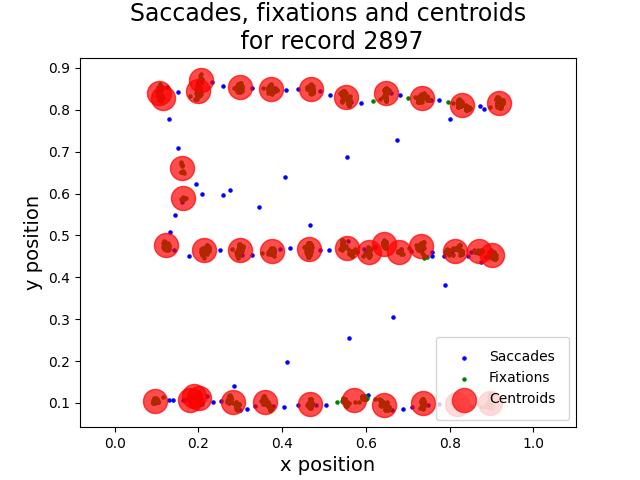 Saccades, fixations and centroids
for record 2897
0.9
0.8
0.7
0.6
0.5
0.4
0.3
0.2
0.1
y position
Saccades
Fixations
Centroids
0.0
0.2
0.4
0.6
0.8
1.0
x position